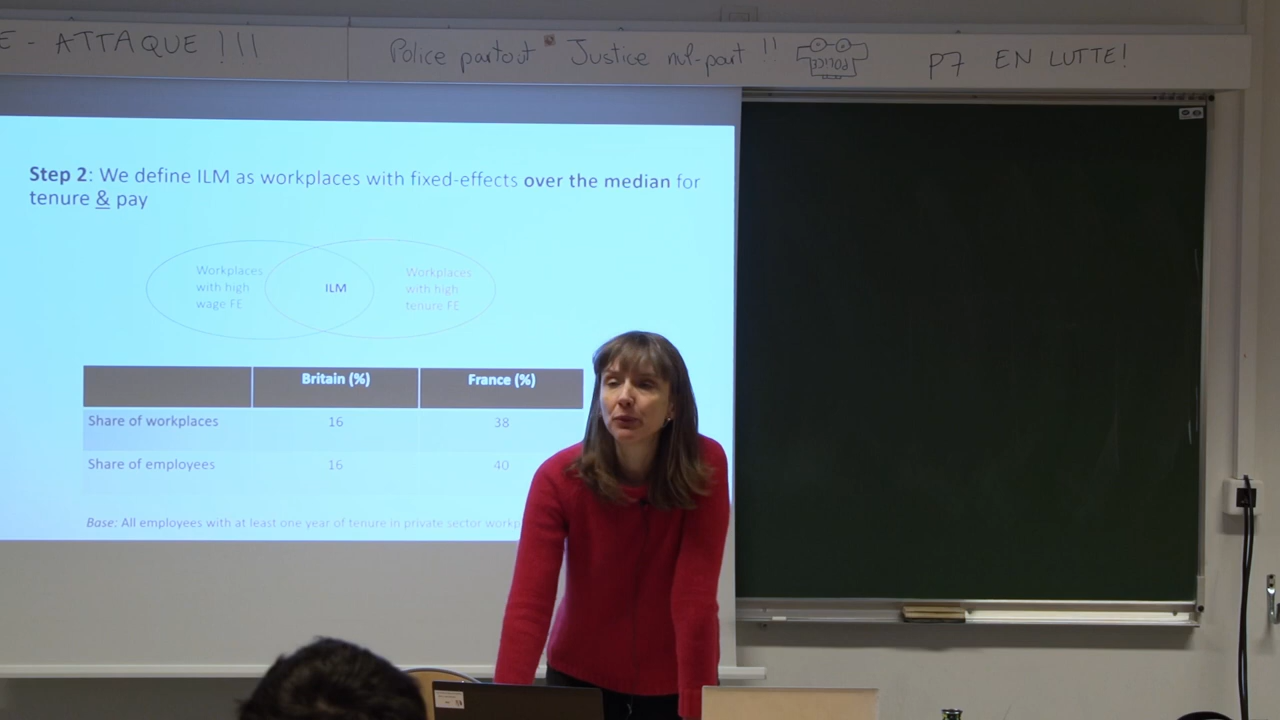 E - ATTAQUE !!!
Police partout Justice nul-part !!
POLICE
P7 EN LUTTE!
Step 2: We define ILM as workplaces with fixed-effects over the median for
tenure & pay
Workplaces
with high
wage FE
ILM
Workplaces
with high
tenure FE
Britain (%) France (%)
Share of workplaces 16 38
Share of employees 16 40
Base: All employees with at least one year of tenure in private sector